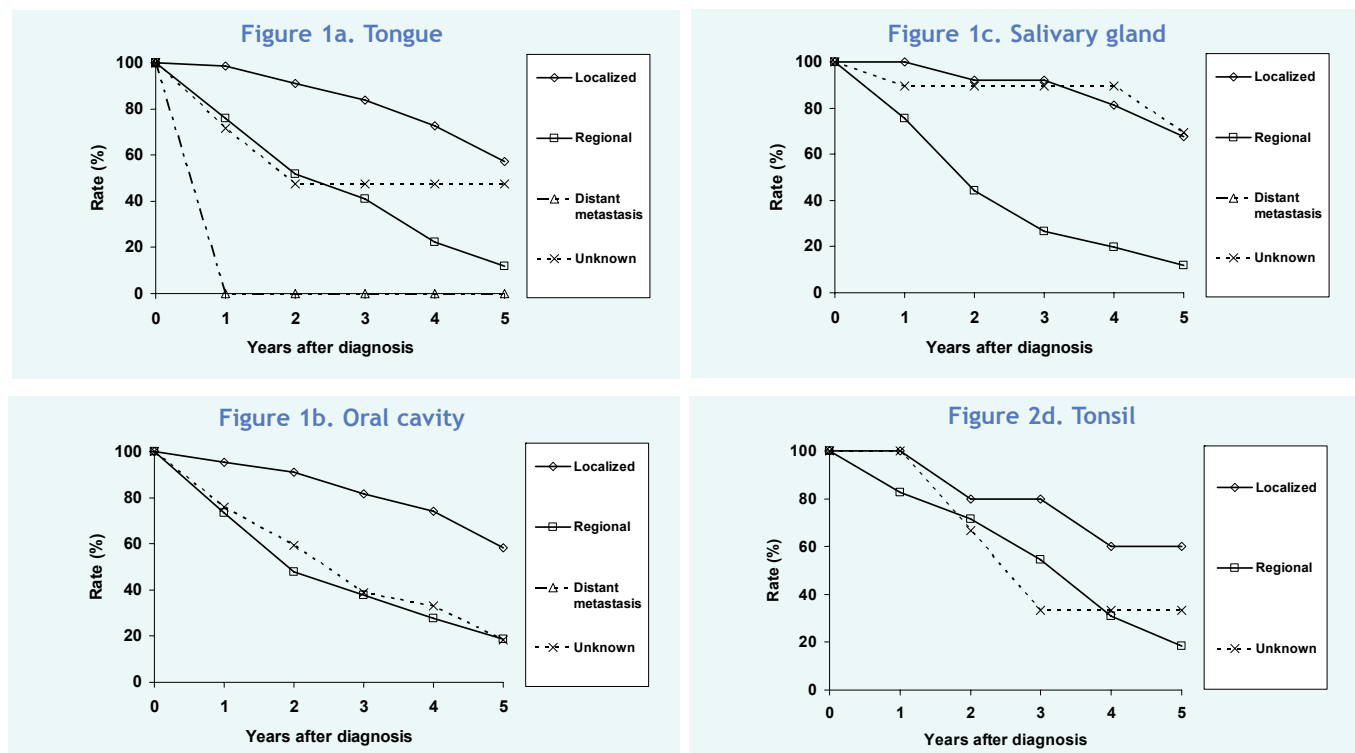 Figure 1a. Tongue
100
80
60
40
20
0
Rate (%)
0 1 2 3 4 5
Years after diagnosis
Localized
Regional
Distant
metastasis
Unknown
Figure 1c. Salivary gland
100
80
60
40
20
0
Rate (%)
0 1 2 3 4 5
Years after diagnosis
Localized
Regional
Distant
metastasis
Unknown
Figure 1b. Oral cavity
100
80
60
40
20
0
Rate (%)
0 1 2 3 4 5
Years after diagnosis
Localized
Regional
Distant
metastasis
Unknown
Figure 2d. Tonsil
100
80
60
40
20
0
Rate (%)
0 1 2 3 4 5
Years after diagnosis
Localized
Regional
Unknown